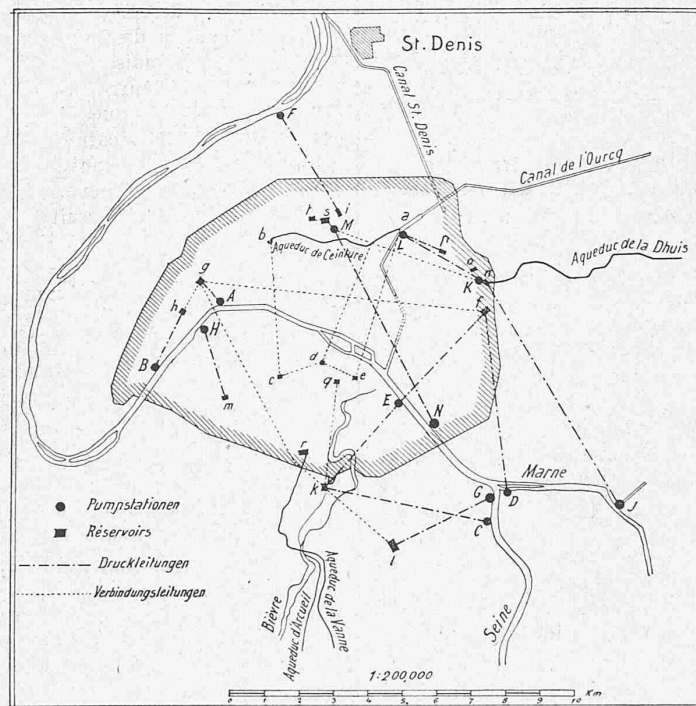 St. Denis
Canal St. Denis
F
Canal de l'Ourcq
t s i
M
a
b
L
p
Aqueduc de Ceinture
o
n
Aqueduc de la Dhuis
K
g
A
h
f
H
B
d
c
q
e
m
E
N
r
k
Marne
G
D
J
C
l
Pumpstationen
Réservoirs
Druckleitungen
Verbindungsleitungen
Bièvre
Aqueduc d'Arcueil
Aqueduc de la Vanne
Seine
1:200,000
0 1 2 3 4 5 6 7 8 9 10 Km